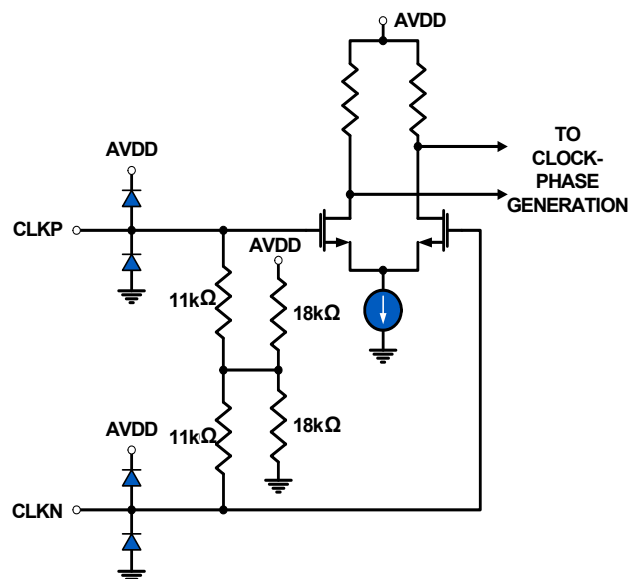 AVDD
TO
CLOCK-
PHASE
GENERATION
AVDD
CLKP
AVDD
11kΩ
18kΩ
11kΩ
18kΩ
AVDD
CLKN